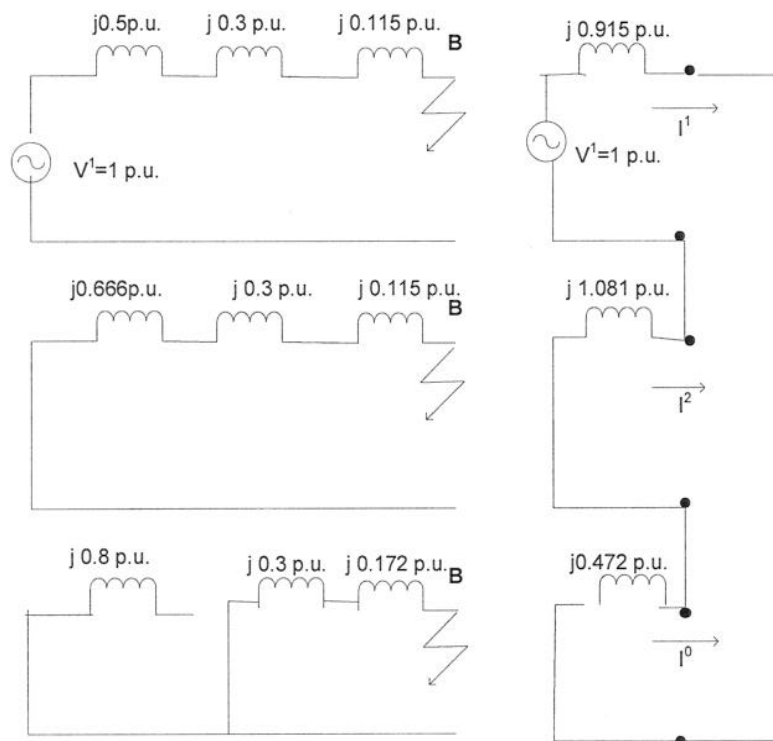 j0.5p.u. j 0.3 p.u. j 0.115 p.u. B
V¹=1 p.u.
j 0.915 p.u.
I¹
V¹=1 p.u.
j0.666p.u. j 0.3 p.u. j 0.115 p.u. B
j 1.081 p.u.
I²
j 0.8 p.u. j 0.3 p.u. j 0.172 p.u. B
j0.472 p.u.
I⁰